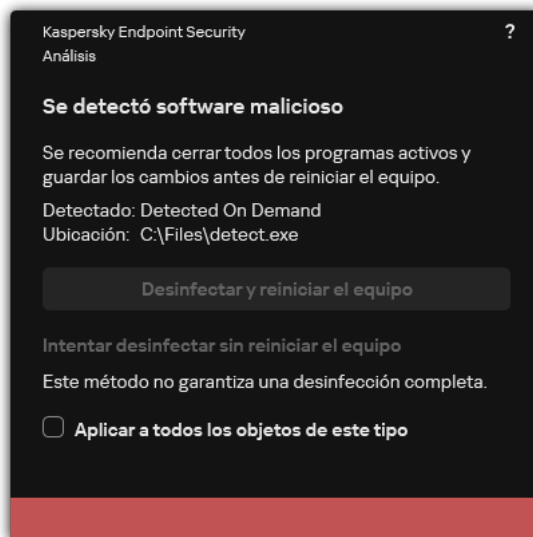 Kaspersky Endpoint Security
?
Análisis
Se detectó software malicioso
Se recomienda cerrar todos los programas activos y
guardar los cambios antes de reiniciar el equipo.
Detectado: Detected On Demand
Ubicación: C:\Files\detect.exe
Desinfectar y reiniciar el equipo
Intentar desinfectar sin reiniciar el equipo
Este método no garantiza una desinfección completa.
Aplicar a todos los objetos de este tipo